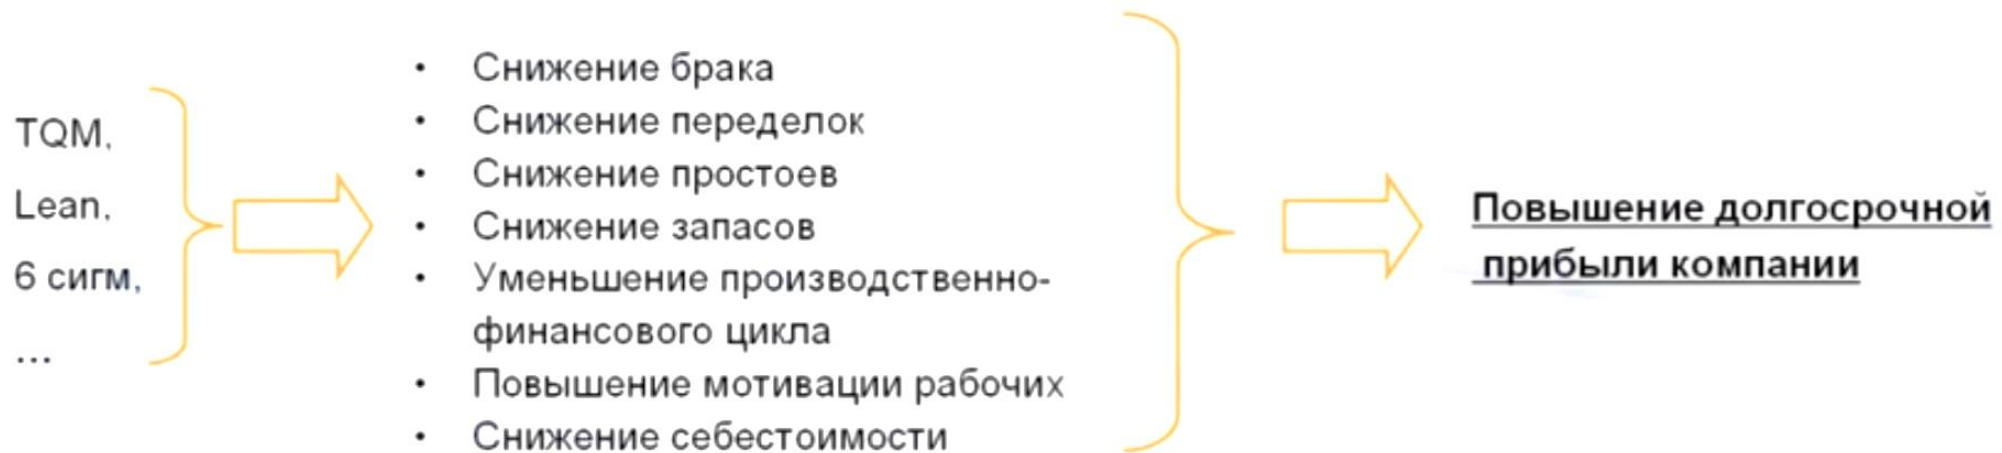 TQM,
Lean,
6 сигм,
...
• Снижение брака
• Снижение переделок
• Снижение простоев
• Снижение запасов
• Уменьшение производственно-
финансового цикла
• Повышение мотивации рабочих
• Снижение себестоимости
Повышение долгосрочной
прибыли компании